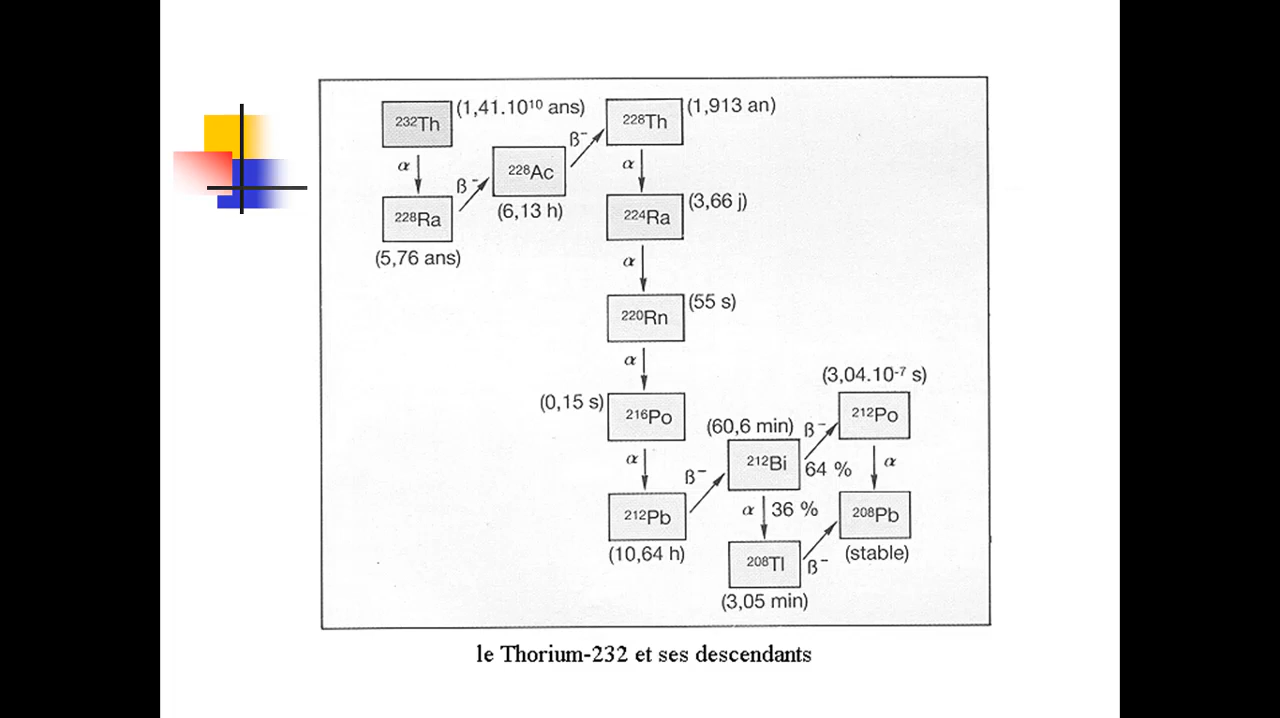 ²³²Th
(1,41.10¹⁰ ans)
²²⁸Th
(1,913 an)
α
β⁻
²²⁸Ac
β⁻
α
²²⁸Ra
(6,13 h)
²²⁴Ra
(3,66 j)
(5,76 ans)
α
²²⁰Rn
(55 s)
α
(3,04.10⁻⁷ s)
(0,15 s)
²¹⁶Po
(60,6 min)
β⁻
²¹²Po
α
β⁻
²¹²Bi
64 %
α
²¹²Pb
α
36 %
²⁰⁸Pb
(10,64 h)
²⁰⁸Tl
β⁻
(stable)
(3,05 min)
le Thorium-232 et ses descendants